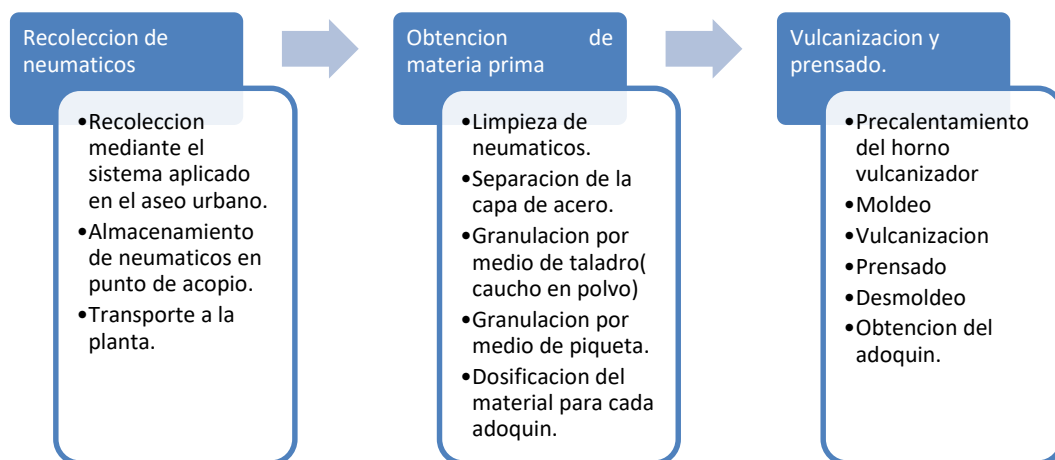 Recoleccion de
neumaticos
•Recoleccion
mediante el
sistema aplicado
en el aseo urbano.
•Almacenamiento
de neumaticos en
punto de acopio.
•Transporte a la
planta.
Obtencion de
materia prima
•Limpieza de
neumaticos.
•Separacion de la
capa de acero.
•Granulacion por
medio de taladro(
caucho en polvo)
•Granulacion por
medio de piqueta.
•Dosificacion del
material para cada
adoquin.
Vulcanizacion y
prensado.
•Precalentamiento
del horno
vulcanizador
•Moldeo
•Vulcanizacion
•Prensado
•Desmoldeo
•Obtencion del
adoquin.